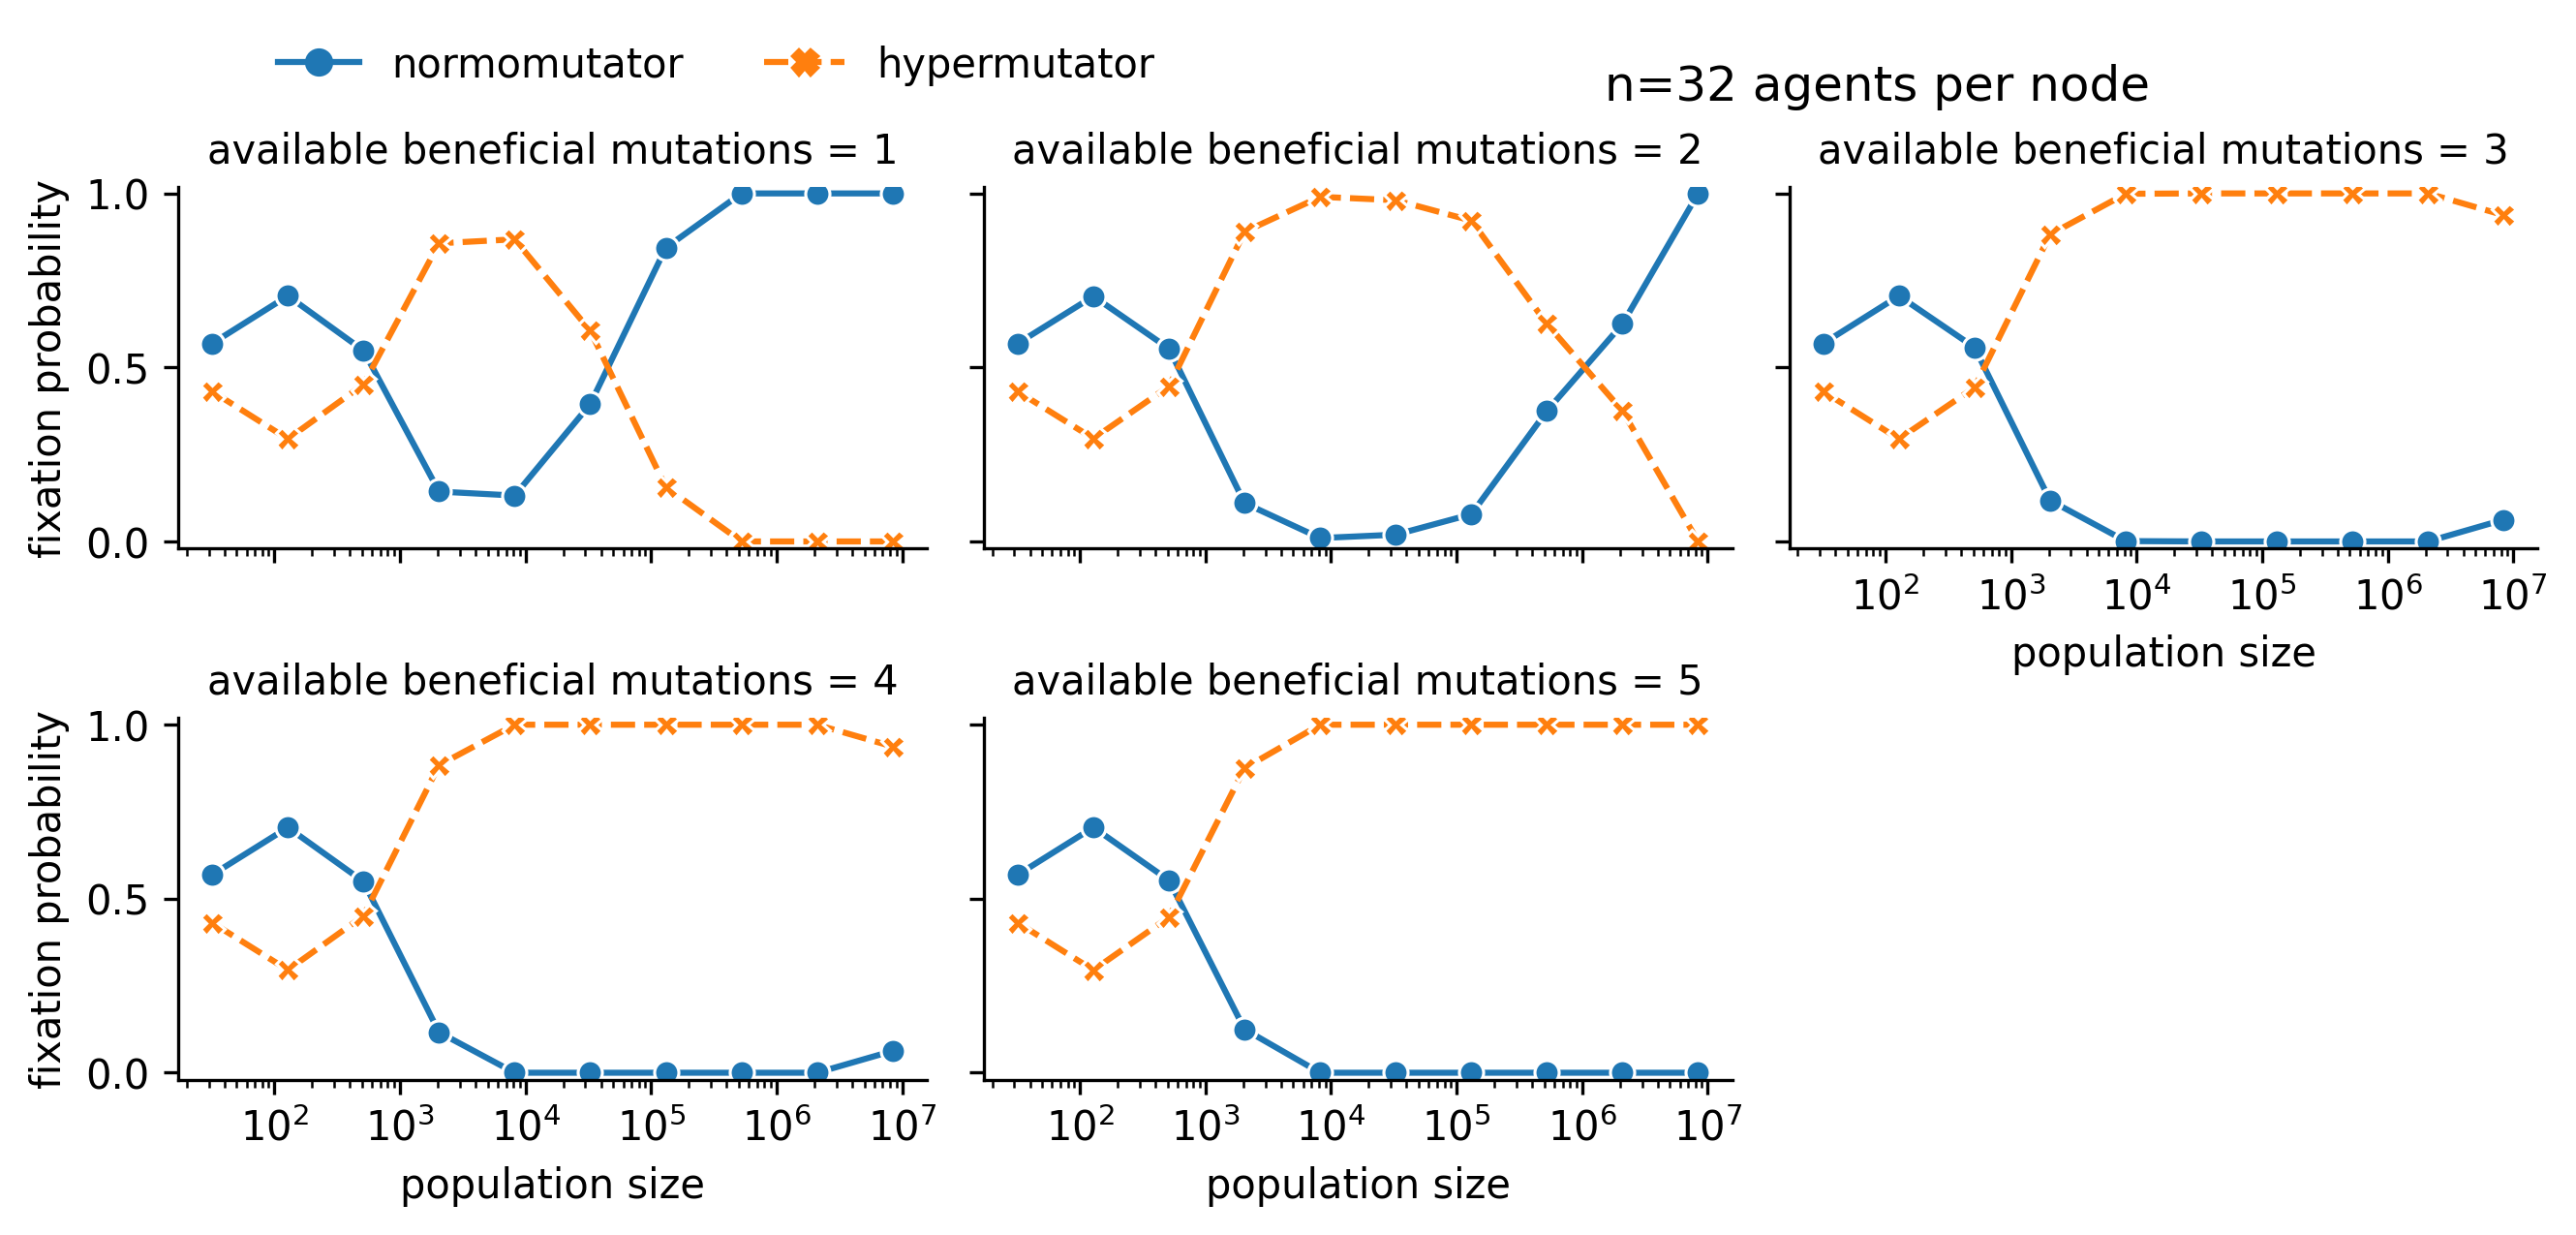 normomutator hypermutator
n=32 agents per node
available beneficial mutations = 1
available beneficial mutations = 2
available beneficial mutations = 3
fixation probability
1.0
0.5
0.0
10² 10³ 10⁴ 10⁵ 10⁶ 10⁷
population size
available beneficial mutations = 4
available beneficial mutations = 5
fixation probability
1.0
0.5
0.0
10² 10³ 10⁴ 10⁵ 10⁶ 10⁷
10² 10³ 10⁴ 10⁵ 10⁶ 10⁷
population size
population size